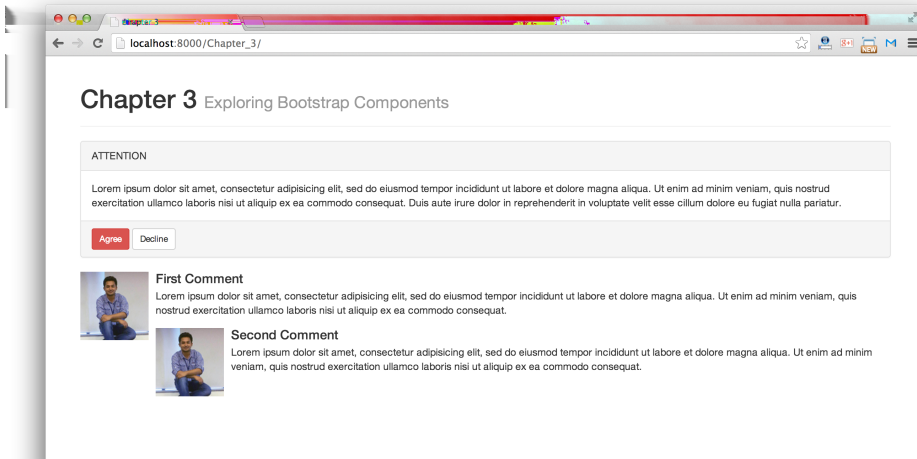 localhost:8000/Chapter_3/
NEW
Chapter 3 Exploring Bootstrap Components
ATTENTION
Lorem ipsum dolor sit amet, consectetur adipisicing elit, sed do eiusmod tempor incididunt ut labore et dolore magna aliqua. Ut enim ad minim veniam, quis nostrud
exercitation ullamco laboris nisi ut aliquip ex ea commodo consequat. Duis aute irure dolor in reprehenderit in voluptate velit esse cillum dolore eu fugiat nulla pariatur.
Agree Decline
First Comment
Lorem ipsum dolor sit amet, consectetur adipisicing elit, sed do eiusmod tempor incididunt ut labore et dolore magna aliqua. Ut enim ad minim veniam, quis
nostrud exercitation ullamco laboris nisi ut aliquip ex ea commodo consequat.
Second Comment
Lorem ipsum dolor sit amet, consectetur adipisicing elit, sed do eiusmod tempor incididunt ut labore et dolore magna aliqua. Ut enim ad minim
veniam, quis nostrud exercitation ullamco laboris nisi ut aliquip ex ea commodo consequat.